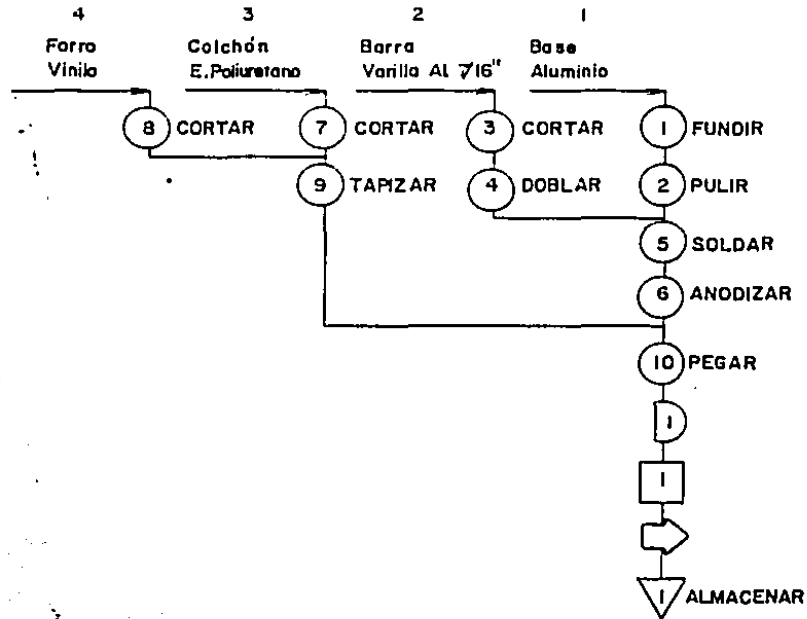 4 3 2 1
Forro Colchón Barra Base
Vinilo E.Poliuretano Varilla Al 7/16" Aluminio
8 CORTAR 7 CORTAR 3 CORTAR 1 FUNDIR
9 TAPIZAR 4 DOBLAR 2 PULIR
5 SOLDAR
6 ANODIZAR
10 PEGAR
1
1
1 ALMACENAR